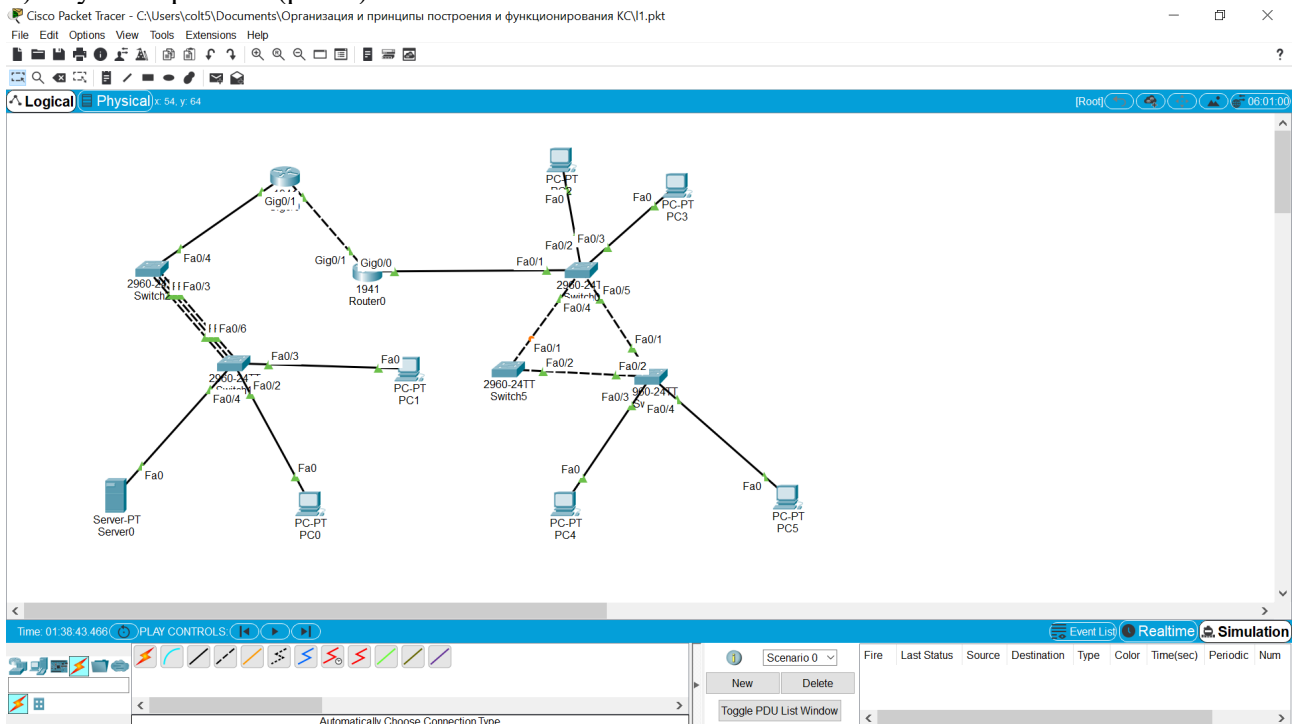 Cisco Packet Tracer - C:\Users\colt5\Documents\Организация и принципы построения и функционирования КС\l1.pkt
File Edit Options View Tools Extensions Help
?
Logical Physical x: 54, y: 64 [Root] 06:01:00
PC-PT
Fa0
Fa0
PC-PT
PC3
Gig0/1
Fa0/4
Gig0/1 Gig0/0
1941
Router0
Fa0/1
Fa0/2
Fa0/3
Fa0/3
Fa0/5
Fa0/4
Fa0/6
Fa0/3
Fa0
PC-PT
PC1
Fa0/2
Fa0/4
Fa0/1
Fa0/2
2960-24TT
Switch5
Fa0/1
Fa0/2
Fa0/3
Fa0/4
Fa0
Server-PT
Server0
Fa0
PC-PT
PC0
Fa0
PC-PT
PC4
Fa0
PC-PT
PC5
Time: 01:38:43.466 PLAY CONTROLS: Event List Realtime Simulation
Scenario 0
Fire Last Status Source Destination Type Color Time(sec) Periodic Num
New Delete
Toggle PDU List Window
Automatically Choose Connection Type